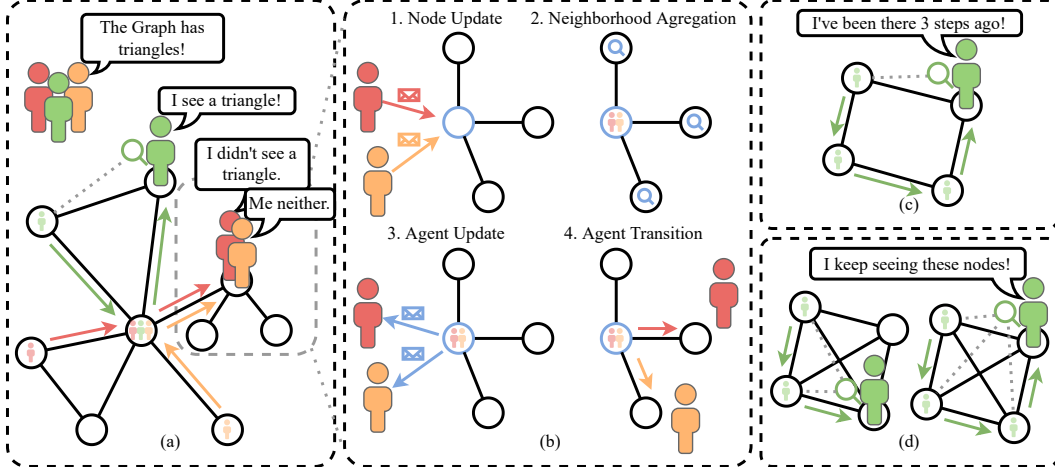 The Graph has
triangles!
I see a triangle!
I didn't see a
triangle.
Me neither.
(a)
1. Node Update
2. Neighborhood Agregation
3. Agent Update
4. Agent Transition
(b)
I've been there 3 steps ago!
(c)
I keep seeing these nodes!
(d)